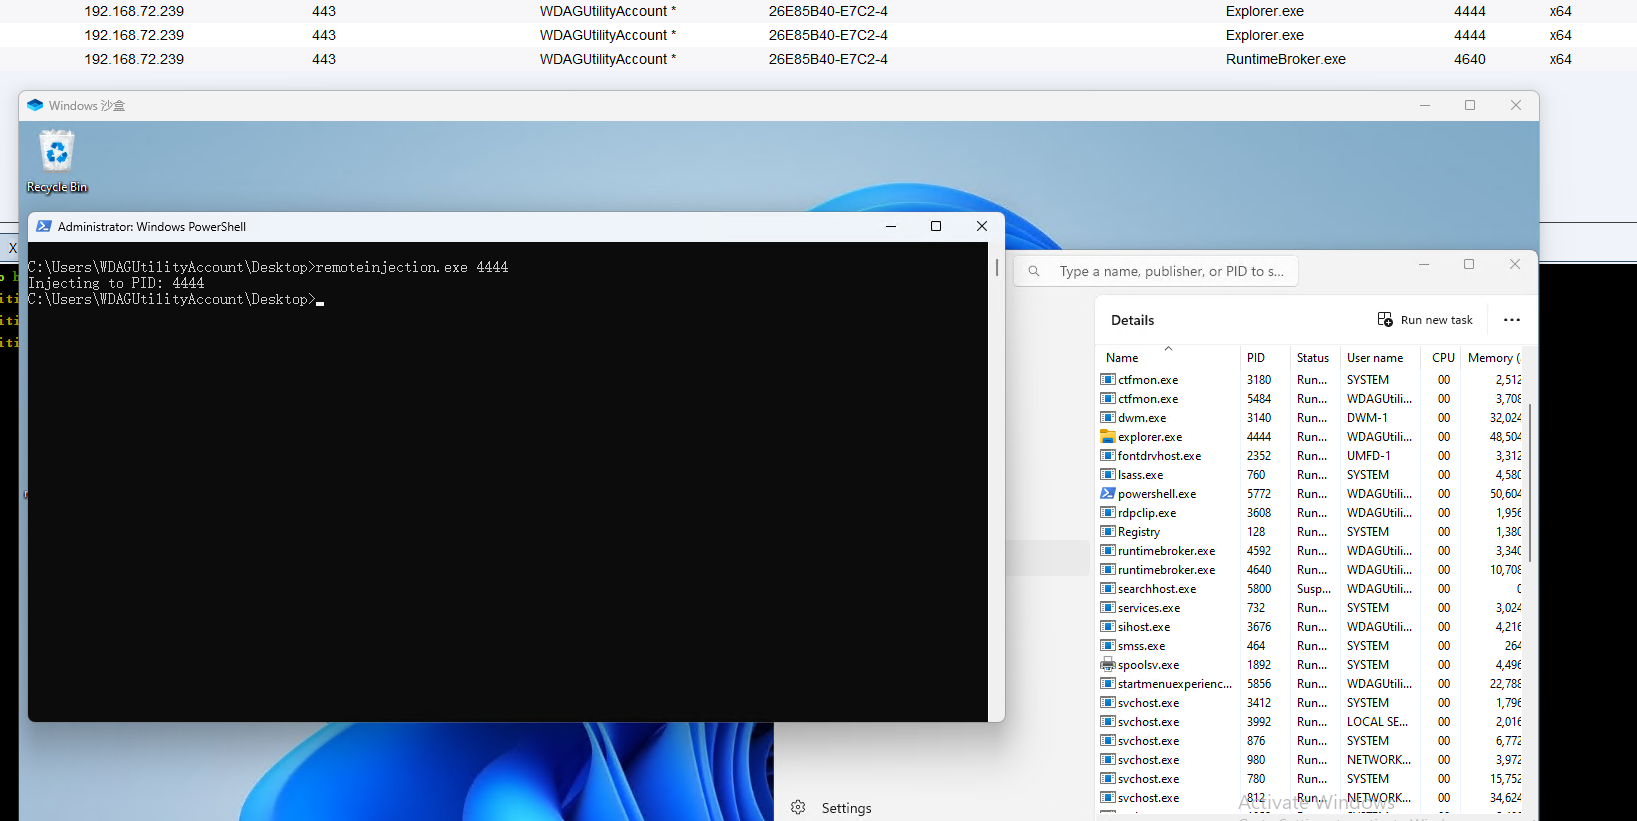 192.168.72.239 443 WDAGUtilityAccount * 26E85B40-E7C2-4 Explorer.exe 4444 x64
192.168.72.239 443 WDAGUtilityAccount * 26E85B40-E7C2-4 Explorer.exe 4444 x64
192.168.72.239 443 WDAGUtilityAccount * 26E85B40-E7C2-4 RuntimeBroker.exe 4640 x64
Windows 沙盒
Recycle Bin
Administrator: Windows PowerShell
X
C:\Users\WDAGUtilityAccount\Desktop>remoteinjection.exe 4444
Injecting to PID: 4444
C:\Users\WDAGUtilityAccount\Desktop>
Type a name, publisher, or PID to s...
Details Run new task
Name PID Status User name CPU Memory (
ctfmon.exe 3180 Run... SYSTEM 00 2,512
ctfmon.exe 5484 Run... WDAGUtili... 00 3,708
dwm.exe 3140 Run... DWM-1 00 32,024
explorer.exe 4444 Run... WDAGUtili... 00 48,504
fontdrvhost.exe 2352 Run... UMFD-1 00 3,312
lsass.exe 760 Run... SYSTEM 00 4,580
powershell.exe 5772 Run... WDAGUtili... 00 50,604
rdpclip.exe 3608 Run... WDAGUtili... 00 1,956
Registry 128 Run... SYSTEM 00 1,380
runtimebroker.exe 4592 Run... WDAGUtili... 00 3,340
runtimebroker.exe 4640 Run... WDAGUtili... 00 10,708
searchhost.exe 5800 Susp... WDAGUtili... 00 0
services.exe 732 Run... SYSTEM 00 3,024
sihost.exe 3676 Run... WDAGUtili... 00 4,216
smss.exe 464 Run... SYSTEM 00 264
spoolsv.exe 1892 Run... SYSTEM 00 4,496
startmenuexperienc... 5856 Run... WDAGUtili... 00 22,788
svchost.exe 3412 Run... SYSTEM 00 1,796
svchost.exe 3992 Run... LOCAL SE... 00 2,016
svchost.exe 876 Run... SYSTEM 00 6,772
svchost.exe 980 Run... NETWORK... 00 3,972
svchost.exe 780 Run... SYSTEM 00 15,752
svchost.exe 812 Run... NETWORK... 00 34,624
Settings
Activate Windows